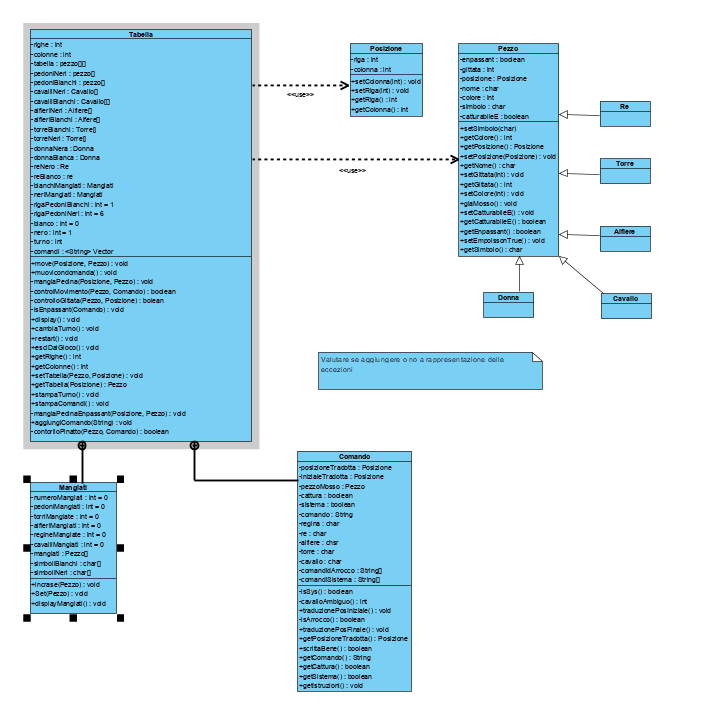 Tabella
-righe : int
-colonne : int
-tabella : pezzo[][]
-pedoniNeri : pezzo[]
-pedoniBianchi : pezzo[]
-cavalliNeri : Cavallo[]
-cavalliBianchi : Cavallo[]
-alfieriNeri : Alfiere[]
-alfieriBianchi : Alfiere[]
-torreBianchi : Torre[]
-torreNeri : Torre[]
-donnaNera : Donna
-donnaBianca : Donna
-reNero : Re
-reBianco : re
-bianchiMangiati : Mangiati
-neriMangiati : Mangiati
-rigaPedoniBianchi : int = 1
-rigaPedoniNeri : int = 6
-bianco : int = 0
-nero : int = 1
-turno : int
-comandi : <String> Vector
+move(Posizione, Pezzo) : void
-muovicondomanda() : void
-mangiaPedina(Posizione, Pezzo) : void
-controlMovimento(Pezzo, Comando) : boolean
-controlloGittata(Pezzo, Posizione) : bolean
-isEnpassant(Comando) : boolean
+display() : void
-cambiaTurno() : void
+restart() : void
+esciDalGioco() : void
+getRighe() : int
+getColonne() : int
+setTabella(Pezzo, Posizione) : void
+getTabella(Posizione) : Pezzo
+stampaTurno() : void
+stampaComandi() : void
-mangiaPedinaEnpassant(Posizione, Pezzo) : void
+aggiungiComando(String) : void
-contorlloPinatto(Pezzo, Comando) : boolean
<<use>>
<<use>>
Posizione
-riga : int
-colonna : int
+setColonna(int) : void
+setRiga(int) : void
+getRiga() : int
+getColonna() : int
Pezzo
-enpassant : boolean
-gittata : int
-posizione : Posizione
-nome : char
-colore : int
-simbolo : char
-catturabileE : boolean
+setSimbolo(char)
+getColore() : int
+getPosizione() : Posizione
+setPosizione(Posizione) : void
+getNome() : char
+setGittata(int) : void
+getGittata() : int
+setColore(int) : void
+giaMosso() : void
+setCatturabileE() : void
+getCatturabileE() : boolean
+getEnpassant() : boolean
+setEmpoissonTrue() : void
+getSimbolo() : char
Re
Torre
Alfiere
Cavallo
Donna
Valutare se aggiungere o no a rappresentazione delle
eccezioni
Mangiati
-numeroMangiati : int = 0
-pedoniMangiati : int = 0
-torriMangiate : int = 0
-alfieriMangiati : int = 0
-regineMangiate : int = 0
-cavalliMangiati : int = 0
-mangiati : Pezzo[]
-simboliBianchi : char[]
-simboliNeri : char[]
+increase(Pezzo) : void
+Set(Pezzo) : void
+displayMangiati() : void
Comando
-posizioneTradotta : Posizione
-inizialeTradotta : Posizione
-pezzoMosso : Pezzo
-cattura : boolean
-sistema : boolean
-comando : String
-regina : char
-re : char
-alfiere : chsr
-torre : char
-cavallo : char
-comandidArrocco : String[]
-comandiSistema : String[]
-isSys() : boolean
-cavalloAmbiguo() : int
+traduzionePosIniziale() : void
-isArrocco() : boolean
+traduzionePosFinale() : void
+getPosizioneTradotta() : Posizione
+scrittaBene() : boolean
+getComando() : String
+getCattura() : boolean
+getSistema() : boolean
+getIstruzioni() : void